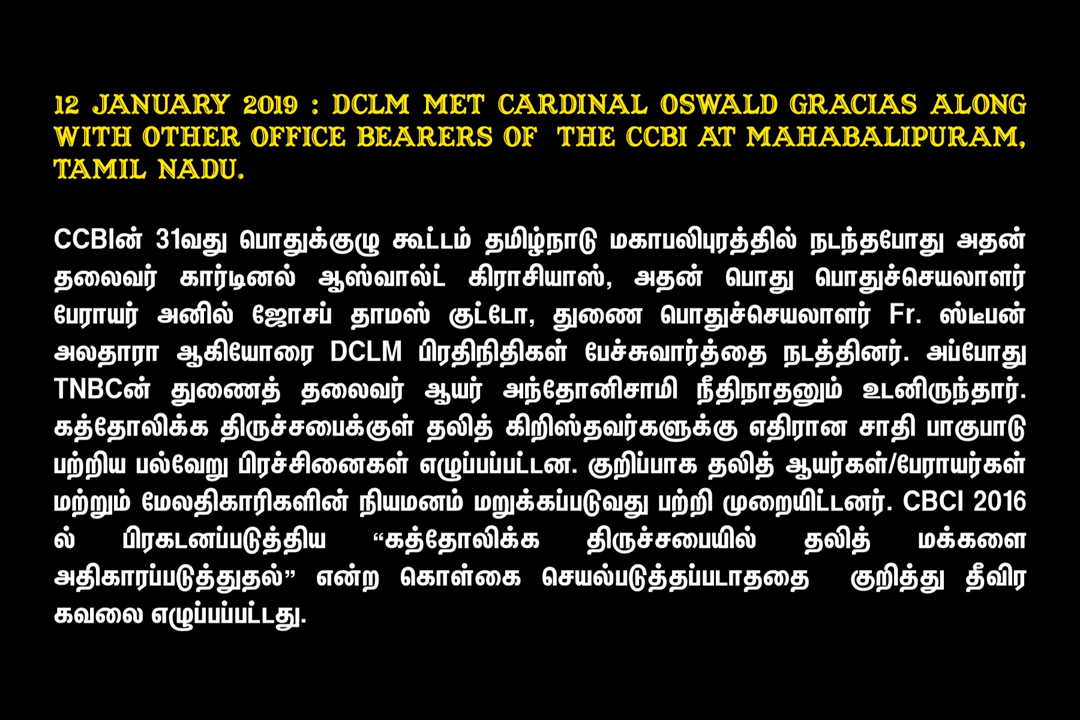 12 JANUARY 2019 : DCLM MET CARDINAL OSWALD GRACIAS ALONG
WITH OTHER OFFICE BEARERS OF THE CCBI AT MAHABALIPURAM,
TAMIL NADU.
CCBIன் 31வது பொதுக்குழு கூட்டம் தமிழ்நாடு மகாபலிபுரத்தில் நடந்தபோது அதன்
தலைவர் கார்டினல் ஆஸ்வால்ட் கிராசியாஸ், அதன் பொது பொதுச்செயலாளர்
பேராயர் அனில் ஜோசப் தாமஸ் குட்டோ, துணை பொதுச்செயலாளர் Fr. ஸ்டீபன்
அலதாரா ஆகியோரை DCLM பிரதிநிதிகள் பேச்சுவார்த்தை நடத்தினர். அப்போது
TNBCன் துணைத் தலைவர் ஆயர் அந்தோனிசாமி நீதிநாதனும் உடனிருந்தார்.
கத்தோலிக்க திருச்சபைக்குள் தலித் கிறிஸ்தவர்களுக்கு எதிரான சாதி பாகுபாடு
பற்றிய பல்வேறு பிரச்சினைகள் எழுப்பப்பட்டன. குறிப்பாக தலித் ஆயர்கள்/பேராயர்கள்
மற்றும் மேலதிகாரிகளின் நியமனம் மறுக்கப்படுவது பற்றி முறையிட்டனர். CBCI 2016
ல் பிரகடனப்படுத்திய “கத்தோலிக்க திருச்சபையில் தலித் மக்களை
அதிகாரப்படுத்துதல்” என்ற கொள்கை செயல்படுத்தப்படாததை குறித்து தீவிர
கவலை எழுப்பப்பட்டது.